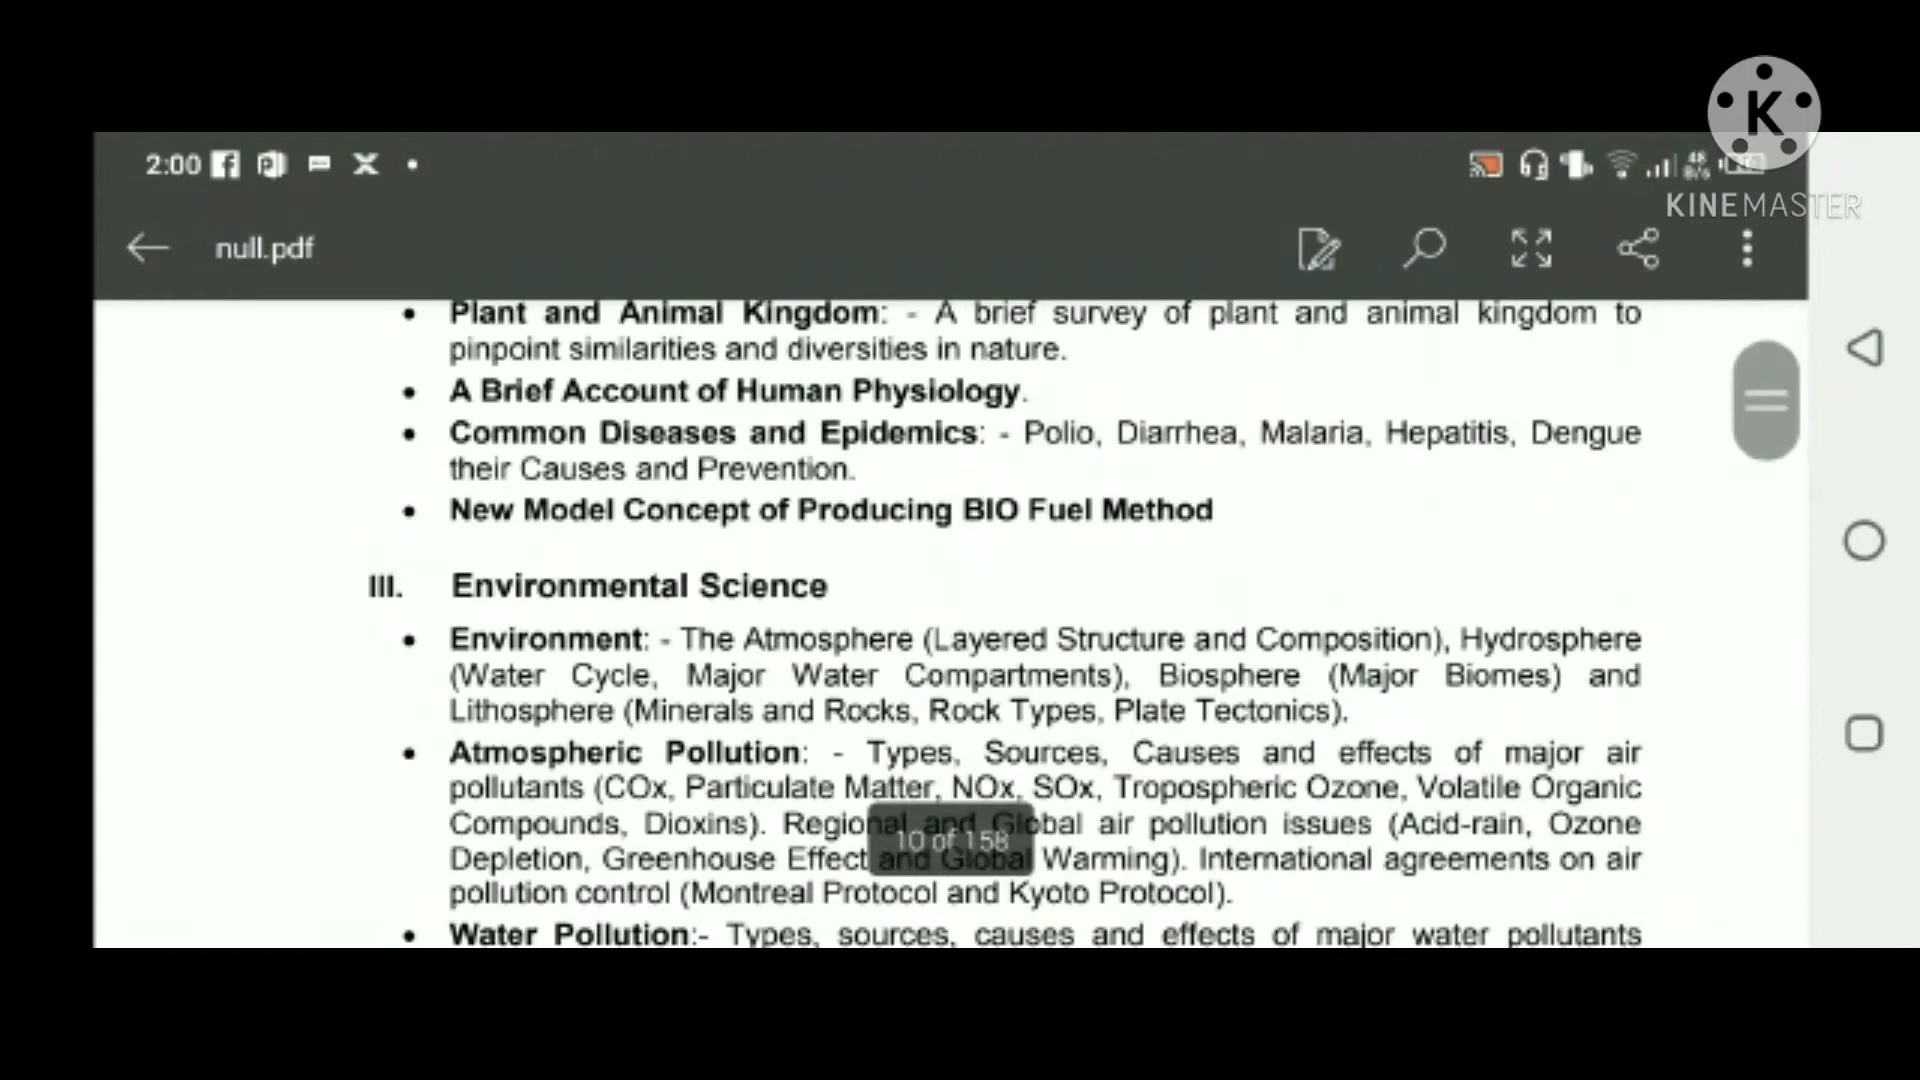 K
KINEMASTER
2:00
48
B/s
null.pdf
• Plant and Animal Kingdom: - A brief survey of plant and animal kingdom to
pinpoint similarities and diversities in nature.
• A Brief Account of Human Physiology.
• Common Diseases and Epidemics: - Polio, Diarrhea, Malaria, Hepatitis, Dengue
their Causes and Prevention.
• New Model Concept of Producing BIO Fuel Method
III. Environmental Science
• Environment: - The Atmosphere (Layered Structure and Composition), Hydrosphere
(Water Cycle, Major Water Compartments), Biosphere (Major Biomes) and
Lithosphere (Minerals and Rocks, Rock Types, Plate Tectonics).
• Atmospheric Pollution: - Types, Sources, Causes and effects of major air
pollutants (COx, Particulate Matter, NOx, SOx, Tropospheric Ozone, Volatile Organic
Compounds, Dioxins). Regional and Global air pollution issues (Acid-rain, Ozone
10 of 158
Depletion, Greenhouse Effect and Global Warming). International agreements on air
pollution control (Montreal Protocol and Kyoto Protocol).
• Water Pollution:- Types, sources, causes and effects of major water pollutants